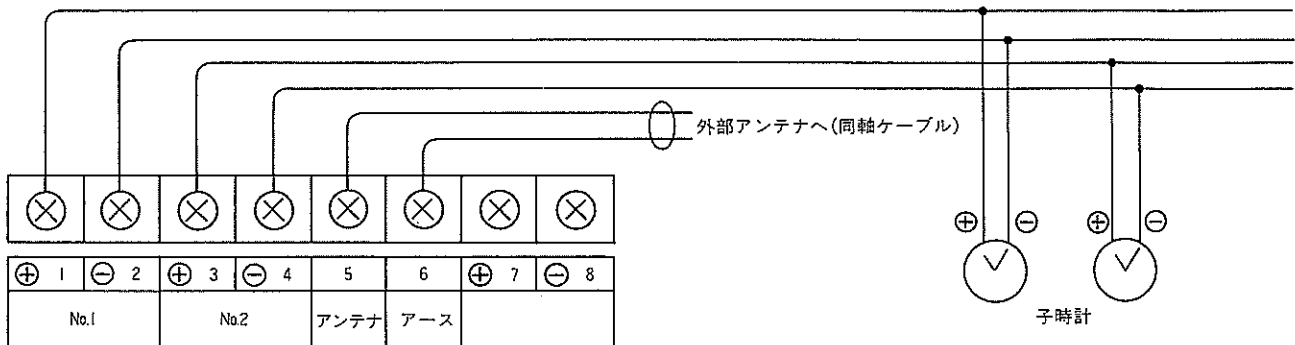 外部アンテナへ(同軸ケーブル)
⊕ ⊖ ⊕ ⊖
子時計
⊕ 1 ⊖ 2 ⊕ 3 ⊖ 4 5 6 ⊕ 7 ⊖ 8
No.1 No.2 アンテナ アース